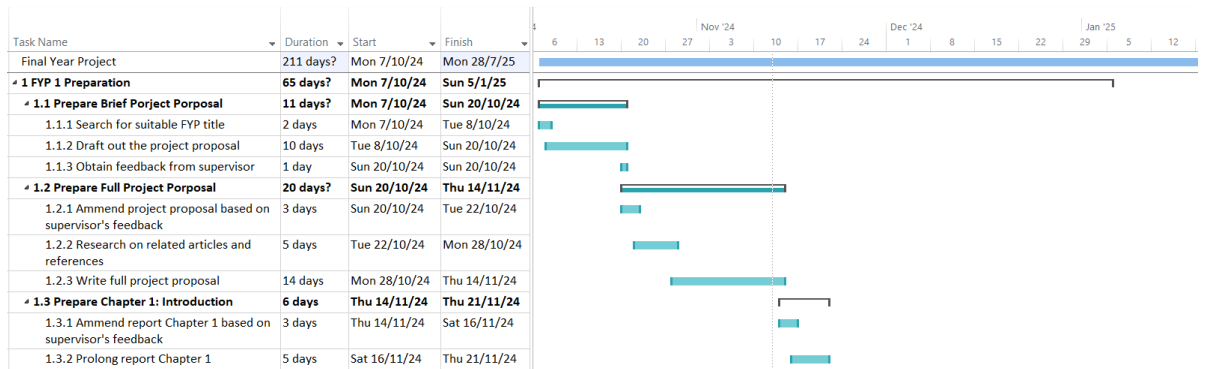 4 Nov '24 Dec '24 Jan '25
Task Name Duration Start Finish 6 13 20 27 3 10 17 24 1 8 15 22 29 5 12
Final Year Project 211 days? Mon 7/10/24 Mon 28/7/25
1 FYP 1 Preparation 65 days? Mon 7/10/24 Sun 5/1/25
1.1 Prepare Brief Porject Porposal 11 days? Mon 7/10/24 Sun 20/10/24
1.1.1 Search for suitable FYP title 2 days Mon 7/10/24 Tue 8/10/24
1.1.2 Draft out the project proposal 10 days Tue 8/10/24 Sun 20/10/24
1.1.3 Obtain feedback from supervisor 1 day Sun 20/10/24 Sun 20/10/24
1.2 Prepare Full Project Porposal 20 days? Sun 20/10/24 Thu 14/11/24
1.2.1 Ammend project proposal based on 3 days Sun 20/10/24 Tue 22/10/24
supervisor's feedback
1.2.2 Research on related articles and 5 days Tue 22/10/24 Mon 28/10/24
references
1.2.3 Write full project proposal 14 days Mon 28/10/24 Thu 14/11/24
1.3 Prepare Chapter 1: Introduction 6 days Thu 14/11/24 Thu 21/11/24
1.3.1 Ammend report Chapter 1 based on 3 days Thu 14/11/24 Sat 16/11/24
supervisor's feedback
1.3.2 Prolong report Chapter 1 5 days Sat 16/11/24 Thu 21/11/24